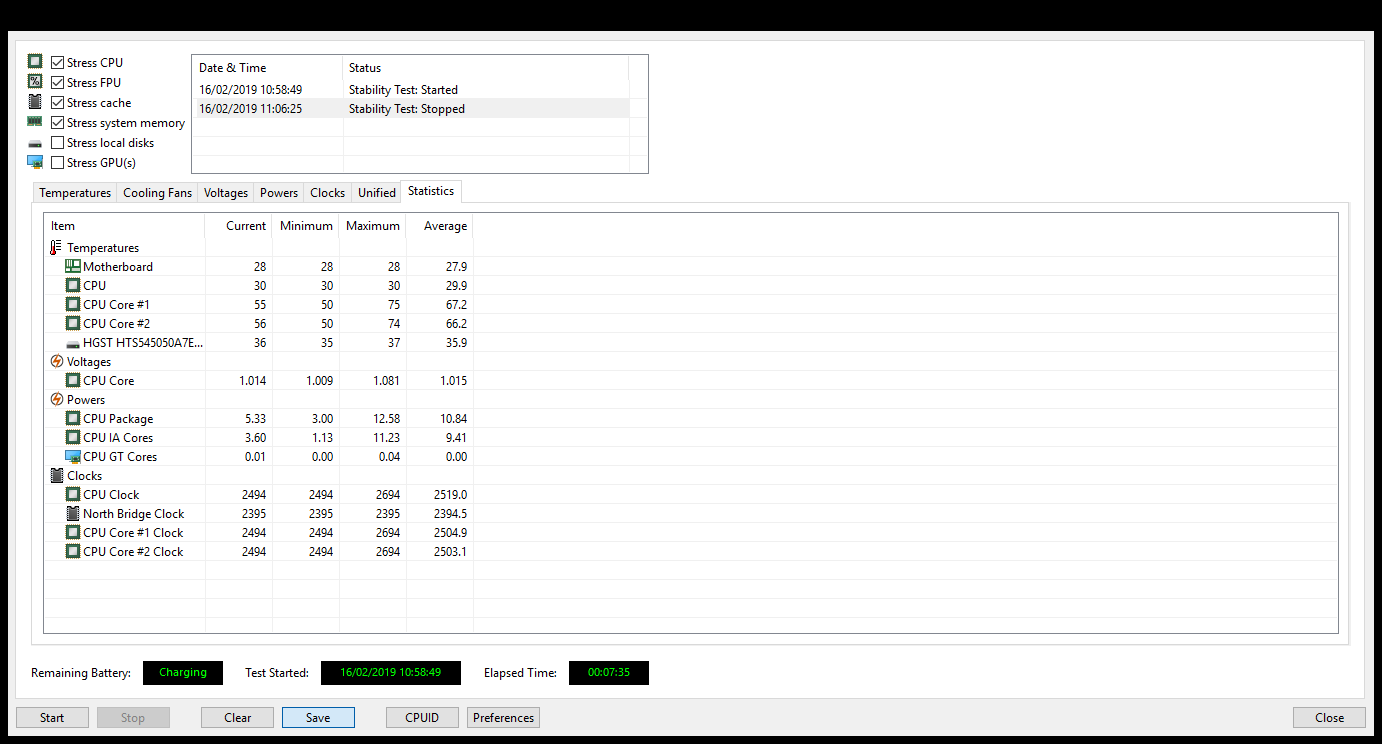 Stress CPU
Stress FPU
Stress cache
Stress system memory
Stress local disks
Stress GPU(s)
Date & Time Status
16/02/2019 10:58:49 Stability Test: Started
16/02/2019 11:06:25 Stability Test: Stopped
Temperatures Cooling Fans Voltages Powers Clocks Unified Statistics
Item Current Minimum Maximum Average
Temperatures
Motherboard 28 28 28 27.9
CPU 30 30 30 29.9
CPU Core #1 55 50 75 67.2
CPU Core #2 56 50 74 66.2
HGST HTS545050A7E... 36 35 37 35.9
Voltages
CPU Core 1.014 1.009 1.081 1.015
Powers
CPU Package 5.33 3.00 12.58 10.84
CPU IA Cores 3.60 1.13 11.23 9.41
CPU GT Cores 0.01 0.00 0.04 0.00
Clocks
CPU Clock 2494 2494 2694 2519.0
North Bridge Clock 2395 2395 2395 2394.5
CPU Core #1 Clock 2494 2494 2694 2504.9
CPU Core #2 Clock 2494 2494 2694 2503.1
Remaining Battery: Charging Test Started: 16/02/2019 10:58:49 Elapsed Time: 00:07:35
Start Stop Clear Save CPUID Preferences Close